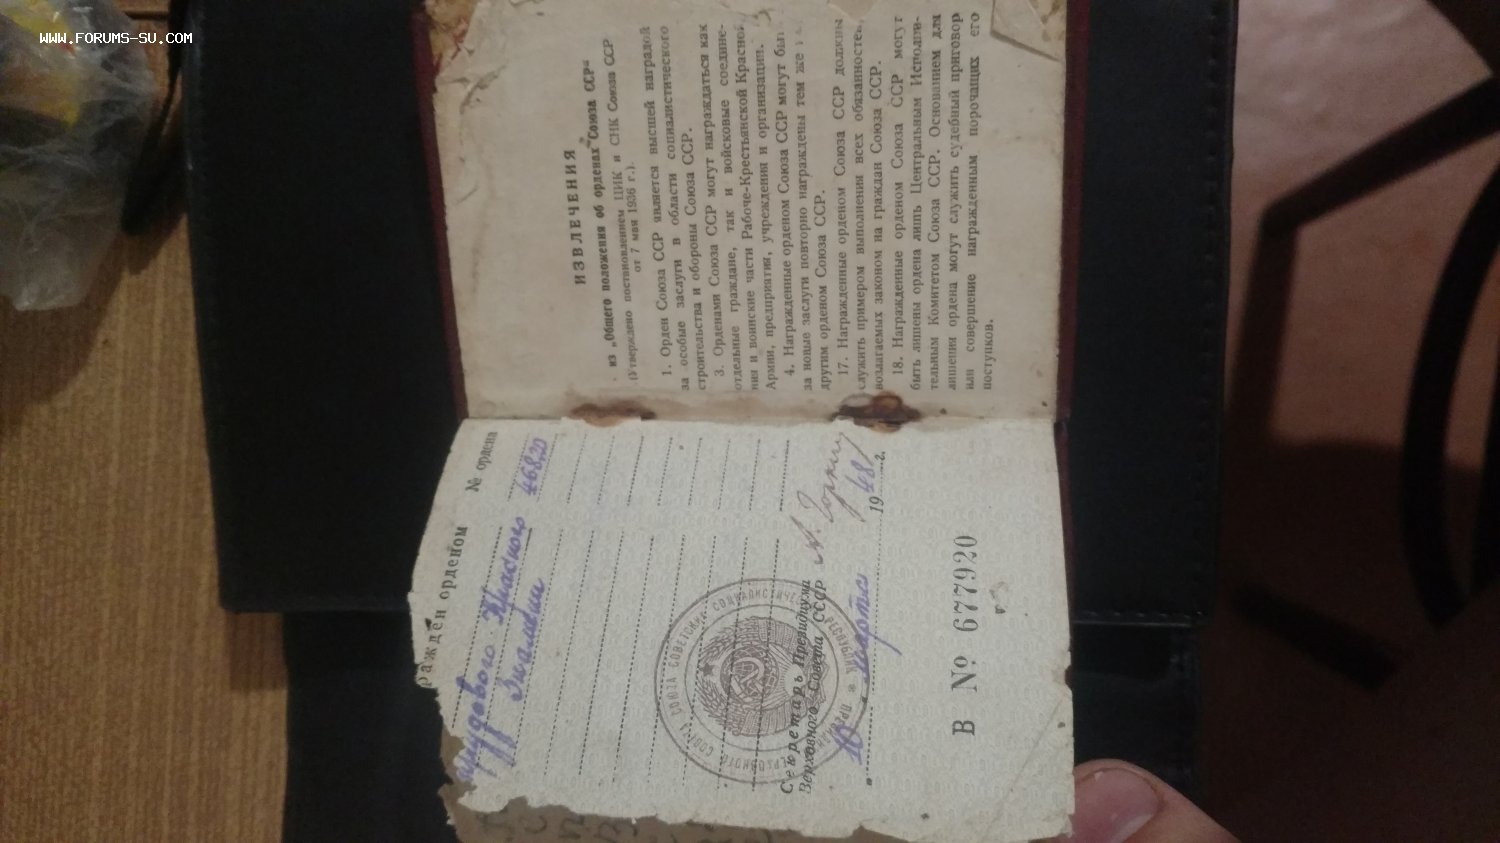 WWW.FORUMS-SU.COM
ражден орденом № ордена
Трудового Красного 46820
Знамени
Секретарь Президиума
Верховного Совета СССР А. Горкин
"10" марта 1948 г.
В № 677920
ИЗВЛЕЧЕНИЯ
из „Общего положения об орденах Союза ССР“
(Утверждено постановлением ЦИК и СНК Союза ССР
от 7 мая 1936 г.).
1. Орден Союза ССР является высшей наградой
за особые заслуги в области социалистического
строительства и обороны Союза ССР.
3. Орденами Союза ССР могут награждаться как
отдельные граждане, так и войсковые соедине-
ния и воинские части Рабоче-Крестьянской Красной
Армии, предприятия, учреждения и организации.
4. Награжденные орденом Союза ССР могут быть
за новые заслуги повторно награждены тем же
другим орденом Союза ССР.
17. Награжденные орденом Союза ССР должны
служить примером выполнения всех обязанностей,
возлагаемых законом на граждан Союза ССР.
18. Награжденные орденом Союза ССР могут
быть лишены ордена лишь Центральным Исполни-
тельным Комитетом Союза ССР. Основанием для
лишения ордена могут служить судебный приговор
или совершение награжденным порочащих его
поступков.